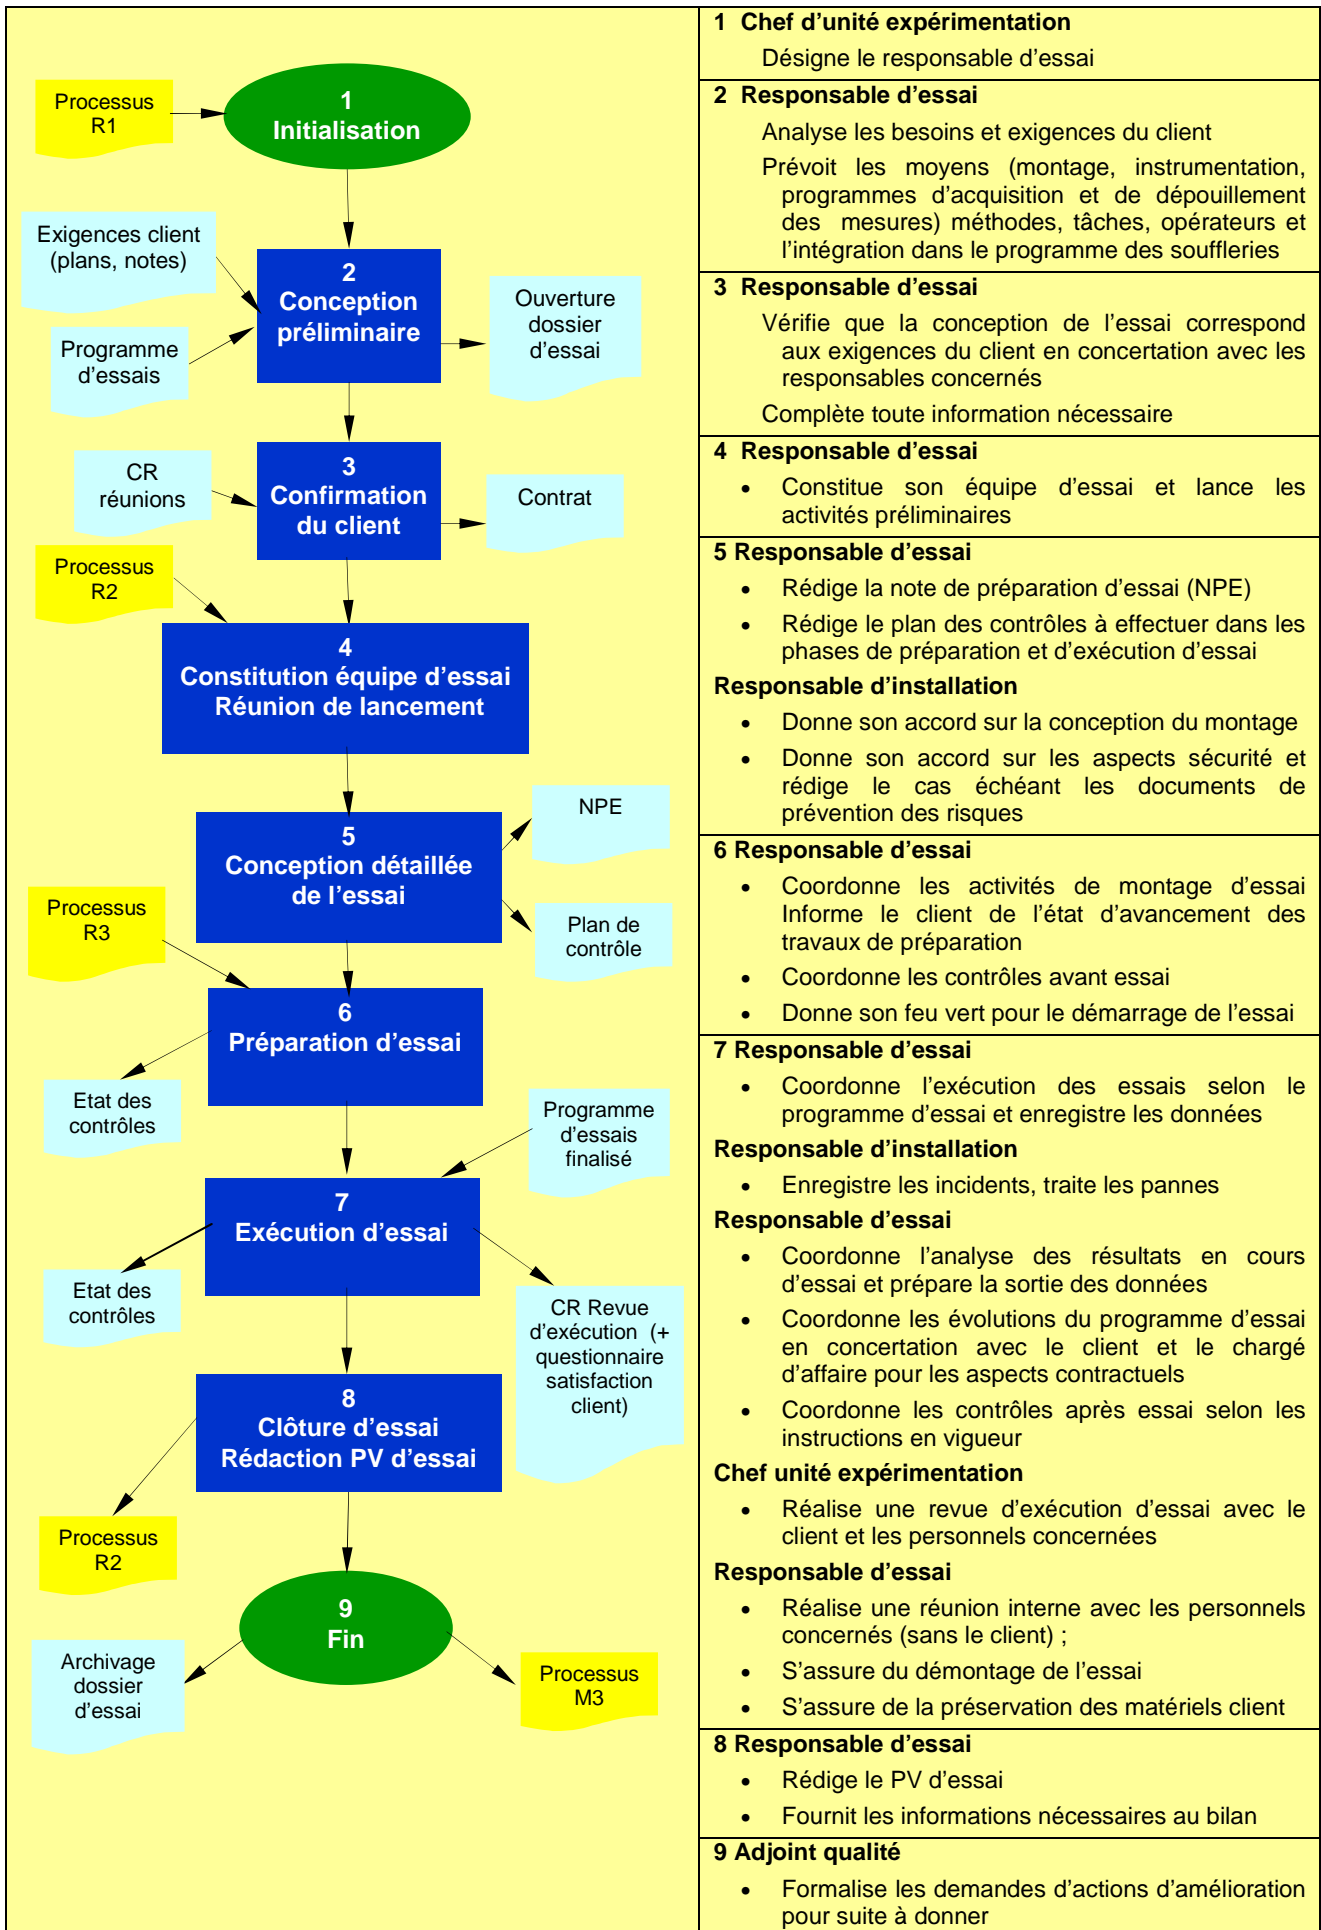 Processus
R1
1
Initialisation
Exigences client
(plans, notes)
2
Conception
préliminaire
Ouverture
dossier
d'essai
Programme
d'essais
CR
réunions
3
Confirmation
du client
Contrat
Processus
R2
4
Constitution équipe d'essai
Réunion de lancement
NPE
5
Conception détaillée
de l'essai
Processus
R3
Plan de
contrôle
6
Préparation d'essai
Etat des
contrôles
Programme
d'essais
finalisé
7
Exécution d'essai
Etat des
contrôles
CR Revue
d'exécution (+
questionnaire
satisfaction
client)
8
Clôture d'essai
Rédaction PV d'essai
Processus
R2
9
Fin
Archivage
dossier
d'essai
Processus
M3
1 Chef d'unité expérimentation
Désigne le responsable d'essai
2 Responsable d'essai
Analyse les besoins et exigences du client
Prévoit les moyens (montage, instrumentation,
programmes d'acquisition et de dépouillement
des mesures) méthodes, tâches, opérateurs et
l'intégration dans le programme des souffleries
3 Responsable d'essai
Vérifie que la conception de l'essai correspond
aux exigences du client en concertation avec les
responsables concernés
Complète toute information nécessaire
4 Responsable d'essai
• Constitue son équipe d'essai et lance les
activités préliminaires
5 Responsable d'essai
• Rédige la note de préparation d'essai (NPE)
• Rédige le plan des contrôles à effectuer dans les
phases de préparation et d'exécution d'essai
Responsable d'installation
• Donne son accord sur la conception du montage
• Donne son accord sur les aspects sécurité et
rédige le cas échéant les documents de
prévention des risques
6 Responsable d'essai
• Coordonne les activités de montage d'essai
Informe le client de l'état d'avancement des
travaux de préparation
• Coordonne les contrôles avant essai
• Donne son feu vert pour le démarrage de l'essai
7 Responsable d'essai
• Coordonne l'exécution des essais selon le
programme d'essai et enregistre les données
Responsable d'installation
• Enregistre les incidents, traite les pannes
Responsable d'essai
• Coordonne l'analyse des résultats en cours
d'essai et prépare la sortie des données
• Coordonne les évolutions du programme d'essai
en concertation avec le client et le chargé
d'affaire pour les aspects contractuels
• Coordonne les contrôles après essai selon les
instructions en vigueur
Chef unité expérimentation
• Réalise une revue d'exécution d'essai avec le
client et les personnels concernées
Responsable d'essai
• Réalise une réunion interne avec les personnels
concernés (sans le client) ;
• S'assure du démontage de l'essai
• S'assure de la préservation des matériels client
8 Responsable d'essai
• Rédige le PV d'essai
• Fournit les informations nécessaires au bilan
9 Adjoint qualité
• Formalise les demandes d'actions d'amélioration
pour suite à donner